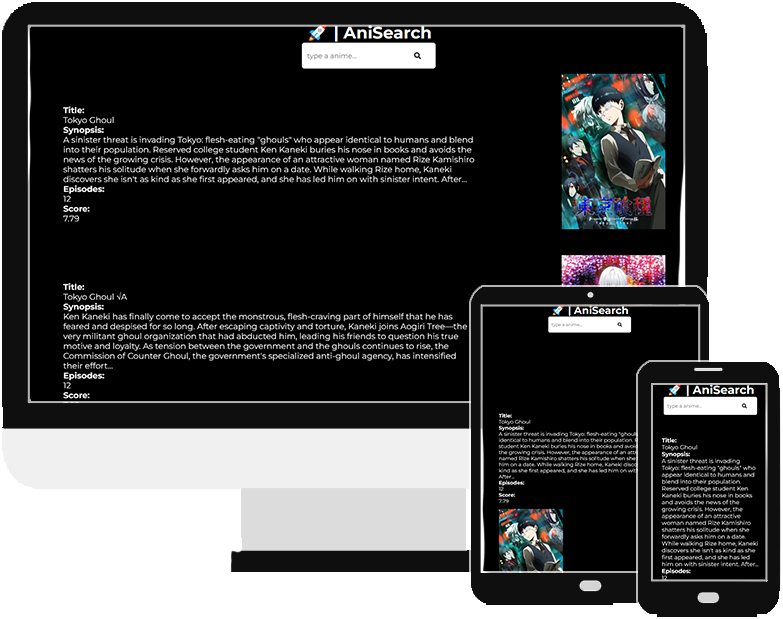 🚀 | AniSearch
type a anime...
Title:
Tokyo Ghoul
Synopsis:
A sinister threat is invading Tokyo: flesh-eating "ghouls" who appear identical to humans and blend
into their population. Reserved college student Ken Kaneki buries his nose in books and avoids the
news of the growing crisis. However, the appearance of an attractive woman named Rize Kamishiro
shatters his solitude when she forwardly asks him on a date. While walking Rize home, Kaneki
discovers she isn't as kind as she first appeared, and she has led him on with sinister intent. After...
Episodes:
12
Score:
7.79
東京喰種
Title:
Tokyo Ghoul √A
Synopsis:
Ken Kaneki has finally come to accept the monstrous, flesh-craving part of himself that he has
feared and despised for so long. After escaping captivity and torture, Kaneki joins Aogiri Tree—the
very militant ghoul organization that had abducted him, leading his friends to question his true
motive and loyalty. As tension between the government and the ghouls continues to rise, the
Commission of Counter Ghoul, the government's specialized anti-ghoul agency, has intensified
their effort...
Episodes:
12
Score:
🚀 | AniSearch
type a anime...
Title:
Tokyo Ghoul
Synopsis:
A sinister threat is invading Tokyo: flesh-eating "ghouls
identical to humans and blend into their population. R
student Ken Kaneki buries his nose in books and avoids
the growing crisis. However, the appearance of an attra
named Rize Kamishiro shatters his solitude when she fo
him on a date. While walking Rize home, Kaneki discov
kind as she first appeared, and she has led him on with
After...
Episodes:
12
Score:
7.79
🚀 | AniSearch
type a anime...
Title:
Tokyo Ghoul
Synopsis:
A sinister threat is invading
Tokyo: flesh-eating "ghouls" who
appear identical to humans and
blend into their population.
Reserved college student Ken
Kaneki buries his nose in books
and avoids the news of the
growing crisis. However, the
appearance of an attractive
woman named Rize Kamishiro
shatters his solitude when she
forwardly asks him on a date.
While walking Rize home, Kaneki
discovers she isn't as kind as she
first appeared, and she has led
him on with sinister intent. After...
Episodes:
12